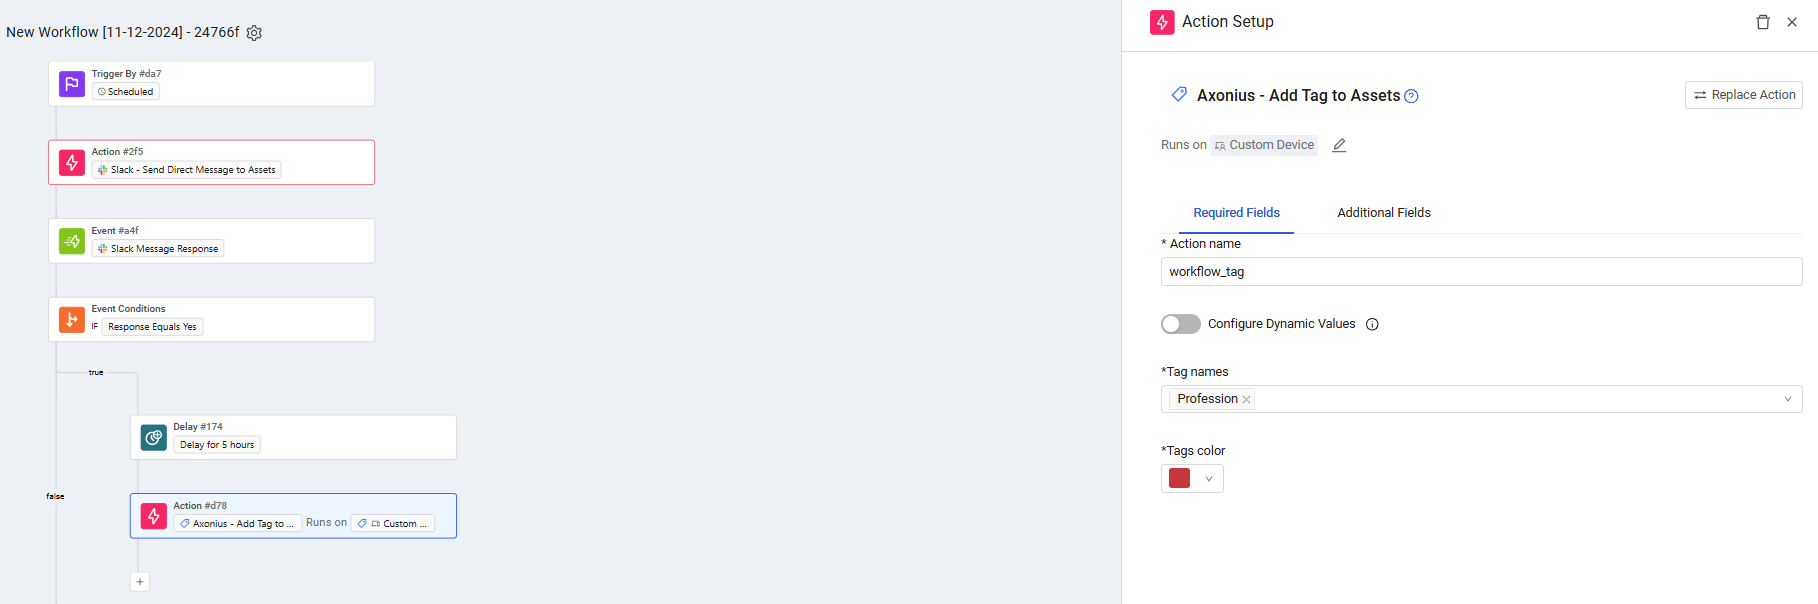 New Workflow [11-12-2024] - 24766f
Trigger By #da7
Scheduled
Action #2f5
Slack - Send Direct Message to Assets
Event #a4f
Slack Message Response
Event Conditions
IF Response Equals Yes
true
Delay #174
Delay for 5 hours
false
Action #d78
Axonius - Add Tag to ... Runs on Custom ...
+
Action Setup
Axonius - Add Tag to Assets
Replace Action
Runs on Custom Device
Required Fields Additional Fields
* Action name
workflow_tag
Configure Dynamic Values
*Tag names
Profession
*Tags color